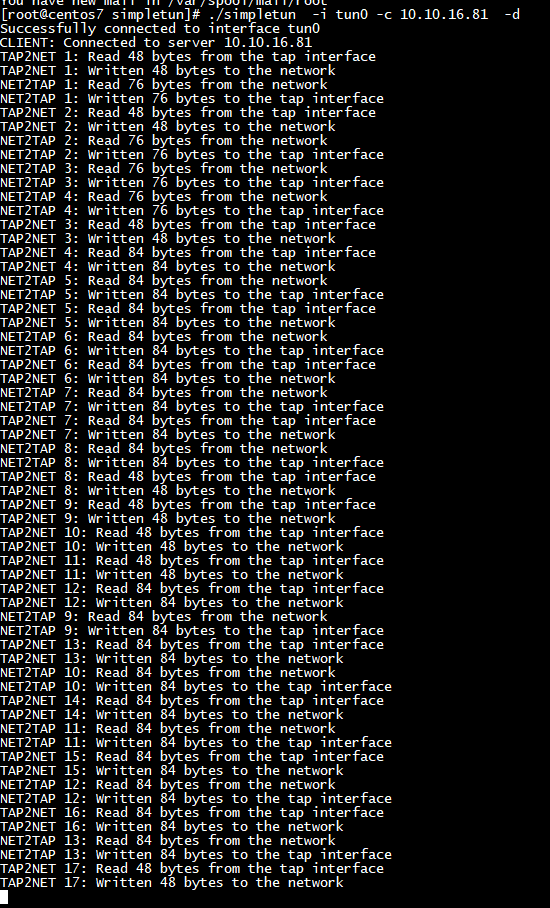 You have new mail in /var/spool/mail/root
[root@centos7 simpletun]# ./simpletun  -i tun0 -c 10.10.16.81  -d
Successfully connected to interface tun0
CLIENT: Connected to server 10.10.16.81
TAP2NET 1: Read 48 bytes from the tap interface
TAP2NET 1: Written 48 bytes to the network
NET2TAP 1: Read 76 bytes from the network
NET2TAP 1: Written 76 bytes to the tap interface
TAP2NET 2: Read 48 bytes from the tap interface
TAP2NET 2: Written 48 bytes to the network
NET2TAP 2: Read 76 bytes from the network
NET2TAP 2: Written 76 bytes to the tap interface
NET2TAP 3: Read 76 bytes from the network
NET2TAP 3: Written 76 bytes to the tap interface
NET2TAP 4: Read 76 bytes from the network
NET2TAP 4: Written 76 bytes to the tap interface
TAP2NET 3: Read 48 bytes from the tap interface
TAP2NET 3: Written 48 bytes to the network
TAP2NET 4: Read 84 bytes from the tap interface
TAP2NET 4: Written 84 bytes to the network
NET2TAP 5: Read 84 bytes from the network
NET2TAP 5: Written 84 bytes to the tap interface
TAP2NET 5: Read 84 bytes from the tap interface
TAP2NET 5: Written 84 bytes to the network
NET2TAP 6: Read 84 bytes from the network
NET2TAP 6: Written 84 bytes to the tap interface
TAP2NET 6: Read 84 bytes from the tap interface
TAP2NET 6: Written 84 bytes to the network
NET2TAP 7: Read 84 bytes from the network
NET2TAP 7: Written 84 bytes to the tap interface
TAP2NET 7: Read 84 bytes from the tap interface
TAP2NET 7: Written 84 bytes to the network
NET2TAP 8: Read 84 bytes from the network
NET2TAP 8: Written 84 bytes to the tap interface
TAP2NET 8: Read 48 bytes from the tap interface
TAP2NET 8: Written 48 bytes to the network
TAP2NET 9: Read 48 bytes from the tap interface
TAP2NET 9: Written 48 bytes to the network
TAP2NET 10: Read 48 bytes from the tap interface
TAP2NET 10: Written 48 bytes to the network
TAP2NET 11: Read 48 bytes from the tap interface
TAP2NET 11: Written 48 bytes to the network
TAP2NET 12: Read 84 bytes from the tap interface
TAP2NET 12: Written 84 bytes to the network
NET2TAP 9: Read 84 bytes from the network
NET2TAP 9: Written 84 bytes to the tap interface
TAP2NET 13: Read 84 bytes from the tap interface
TAP2NET 13: Written 84 bytes to the network
NET2TAP 10: Read 84 bytes from the network
NET2TAP 10: Written 84 bytes to the tap interface
TAP2NET 14: Read 84 bytes from the tap interface
TAP2NET 14: Written 84 bytes to the network
NET2TAP 11: Read 84 bytes from the network
NET2TAP 11: Written 84 bytes to the tap interface
TAP2NET 15: Read 84 bytes from the tap interface
TAP2NET 15: Written 84 bytes to the network
NET2TAP 12: Read 84 bytes from the network
NET2TAP 12: Written 84 bytes to the tap interface
TAP2NET 16: Read 84 bytes from the tap interface
TAP2NET 16: Written 84 bytes to the network
NET2TAP 13: Read 84 bytes from the network
NET2TAP 13: Written 84 bytes to the tap interface
TAP2NET 17: Read 48 bytes from the tap interface
TAP2NET 17: Written 48 bytes to the network